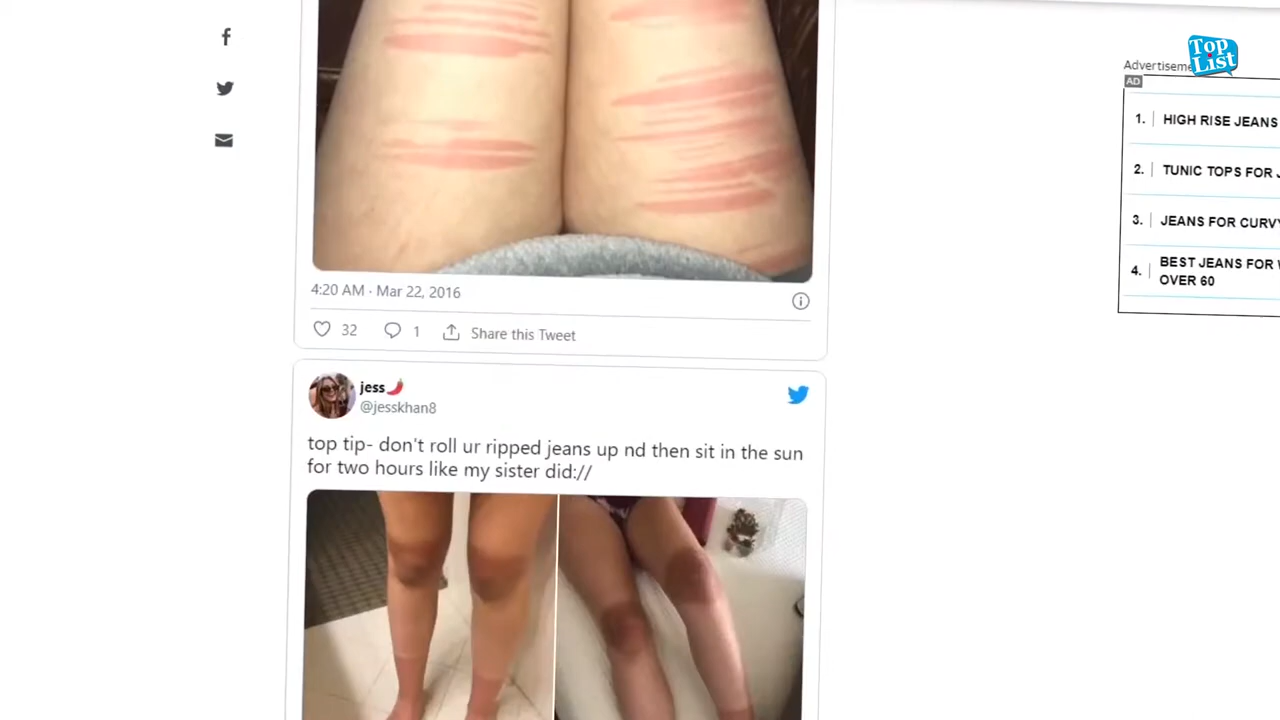 Top
List
Advertiseme
AD
1. HIGH RISE JEANS
2. TUNIC TOPS FOR
3. JEANS FOR CURVY
4. BEST JEANS FOR
OVER 60
4:20 AM · Mar 22, 2016
32 1 Share this Tweet
jess🌶️
@jesskhan8
top tip- don't roll ur ripped jeans up nd then sit in the sun
for two hours like my sister did://